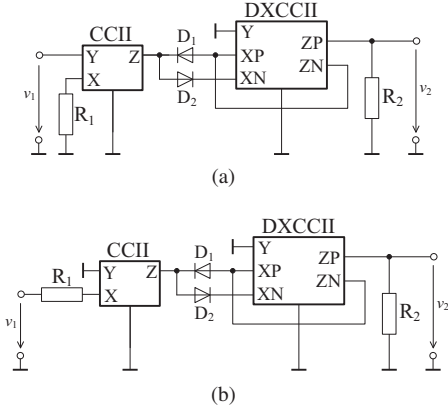 CCII
DXCCII
Y
X
Z
D1
D2
Y
XP
XN
ZP
ZN
v1
R1
R2
v2
(a)
CCII
DXCCII
R1
Y
X
Z
D1
D2
Y
XP
XN
ZP
ZN
v1
R2
v2
(b)